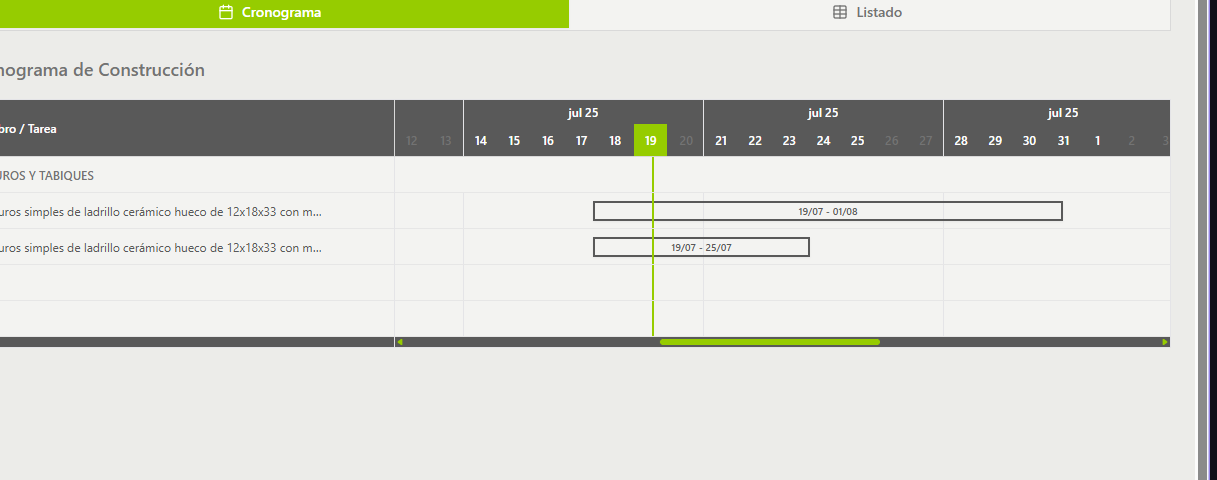 Cronograma
Listado
nograma de Construcción
bro / Tarea
jul 25
jul 25
jul 25
12 13 14 15 16 17 18 19 20 21 22 23 24 25 26 27 28 29 30 31 1 2 3
UROS Y TABIQUES
uros simples de ladrillo cerámico hueco de 12x18x33 con m...
19/07 - 01/08
uros simples de ladrillo cerámico hueco de 12x18x33 con m...
19/07 - 25/07